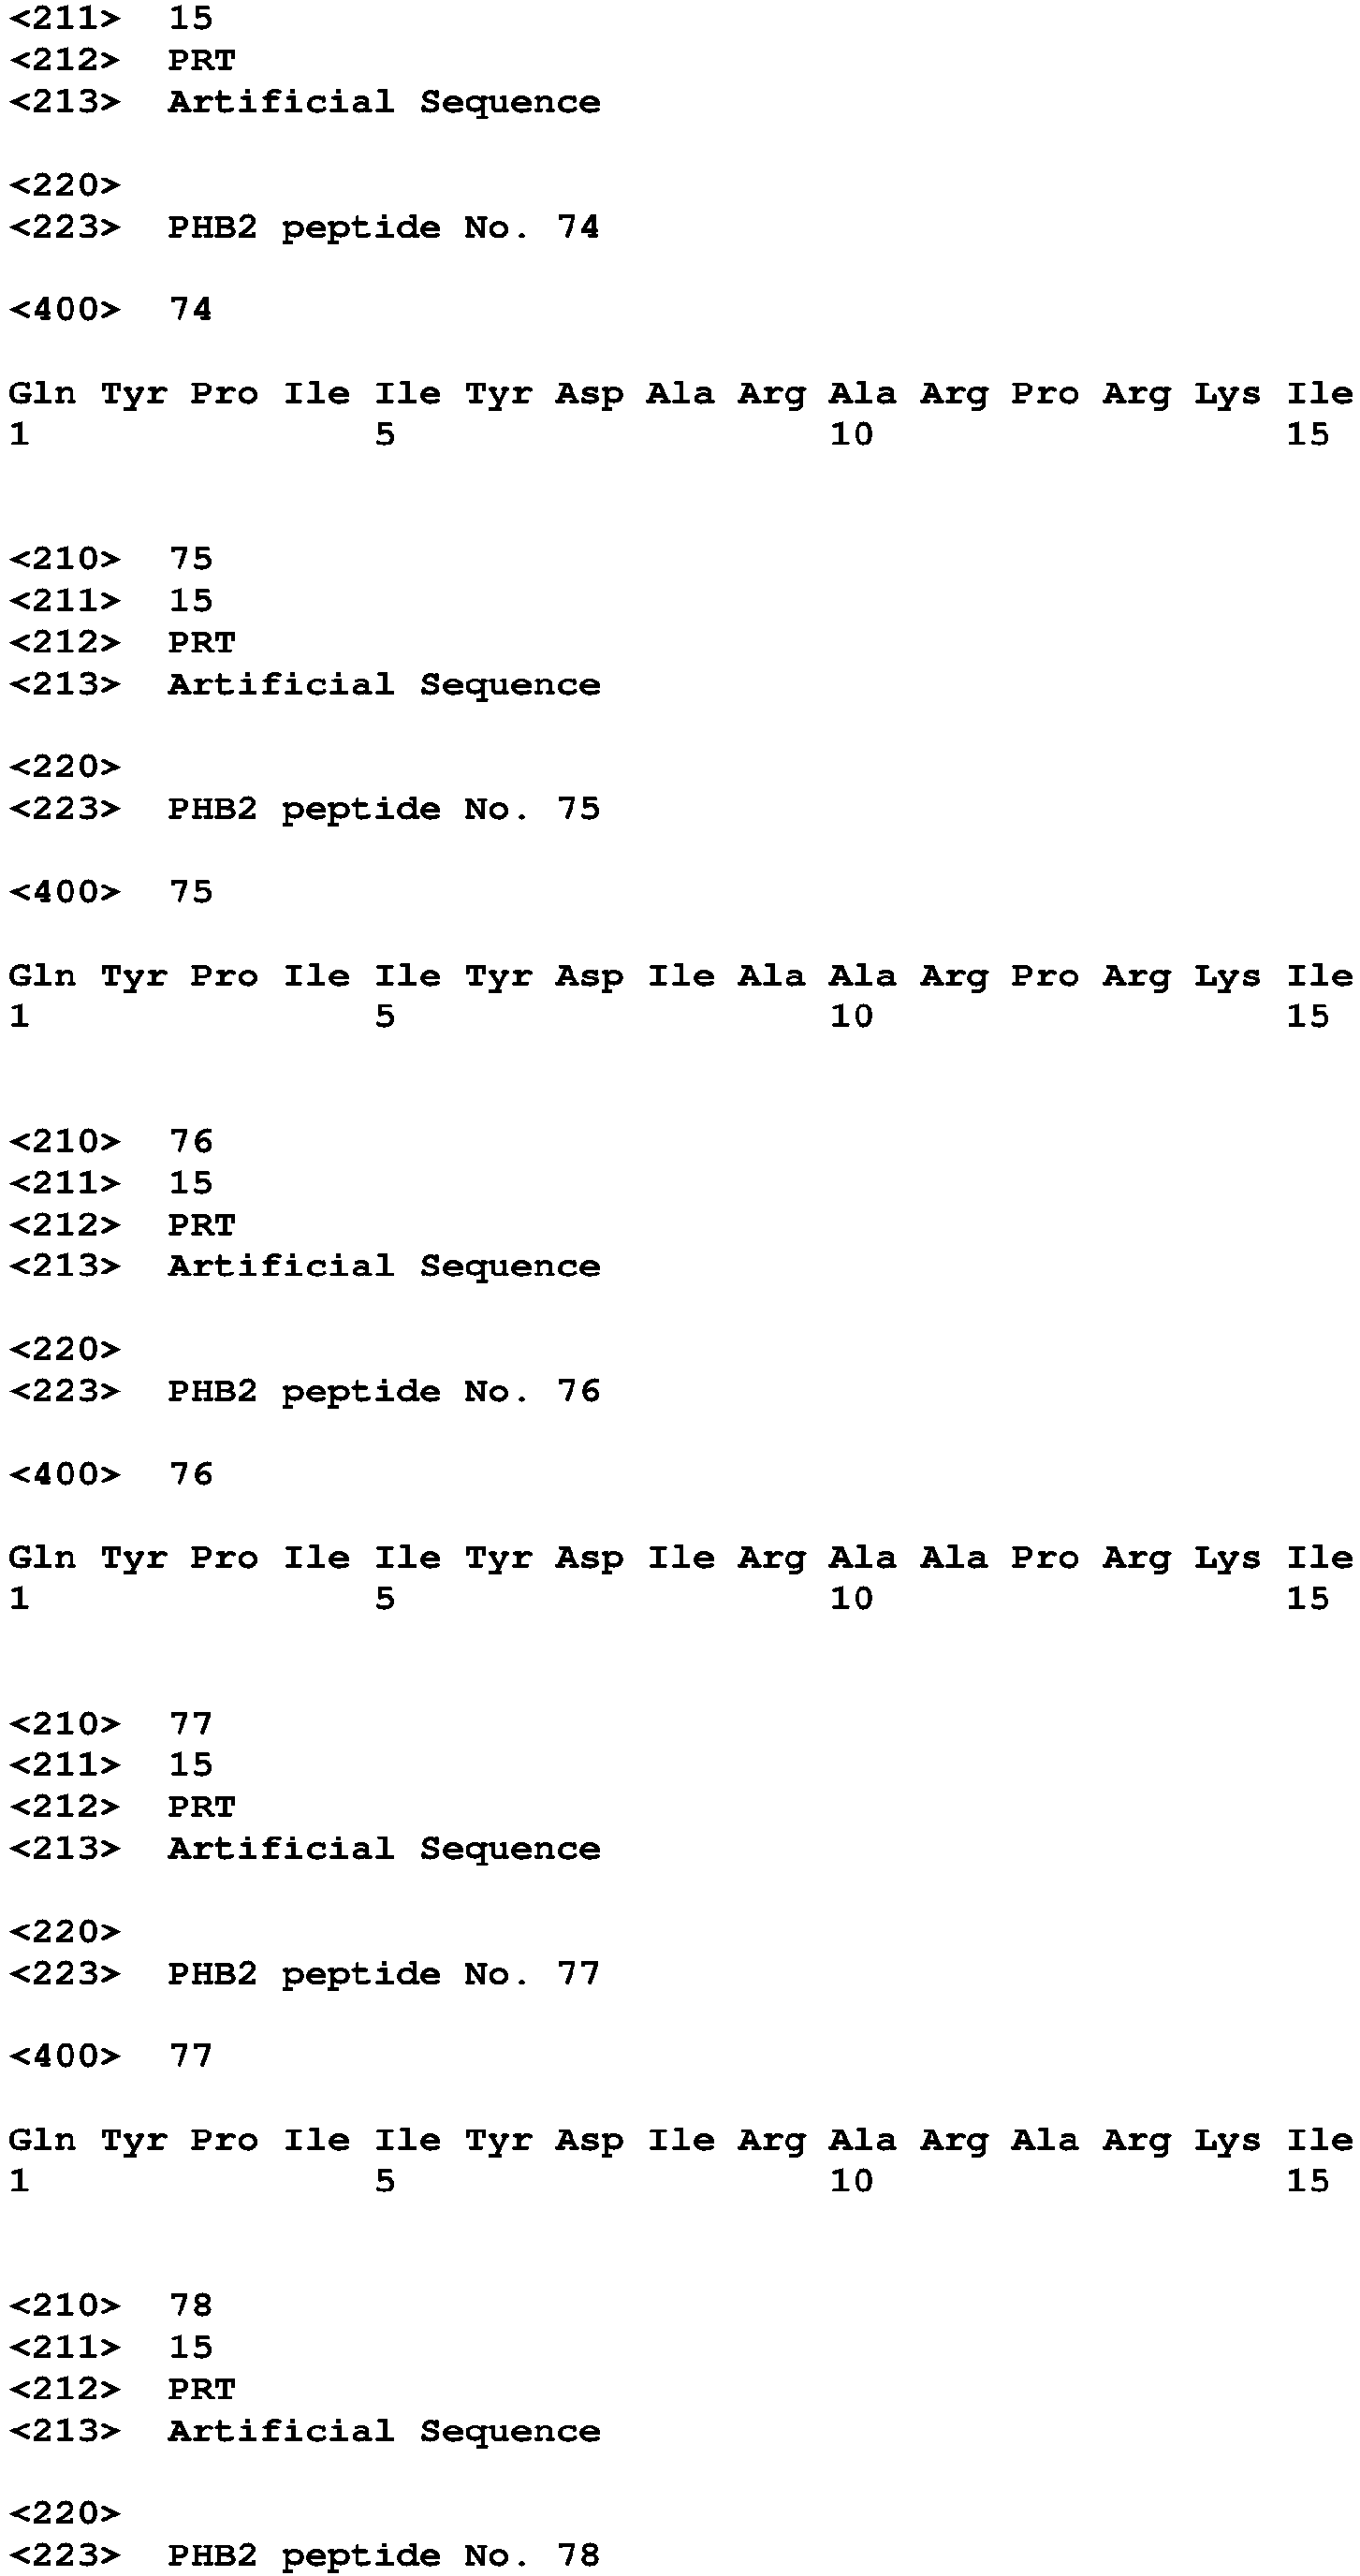 <211> 15
<212> PRT
<213> Artificial Sequence
<220>
<223> PHB2 peptide No. 74
<400> 74
Gln Tyr Pro Ile Ile Tyr Asp Ala Arg Ala Arg Pro Arg Lys Ile
1 5 10 15
<210> 75
<211> 15
<212> PRT
<213> Artificial Sequence
<220>
<223> PHB2 peptide No. 75
<400> 75
Gln Tyr Pro Ile Ile Tyr Asp Ile Ala Ala Arg Pro Arg Lys Ile
1 5 10 15
<210> 76
<211> 15
<212> PRT
<213> Artificial Sequence
<220>
<223> PHB2 peptide No. 76
<400> 76
Gln Tyr Pro Ile Ile Tyr Asp Ile Arg Ala Ala Pro Arg Lys Ile
1 5 10 15
<210> 77
<211> 15
<212> PRT
<213> Artificial Sequence
<220>
<223> PHB2 peptide No. 77
<400> 77
Gln Tyr Pro Ile Ile Tyr Asp Ile Arg Ala Arg Ala Arg Lys Ile
1 5 10 15
<210> 78
<211> 15
<212> PRT
<213> Artificial Sequence
<220>
<223> PHB2 peptide No. 78